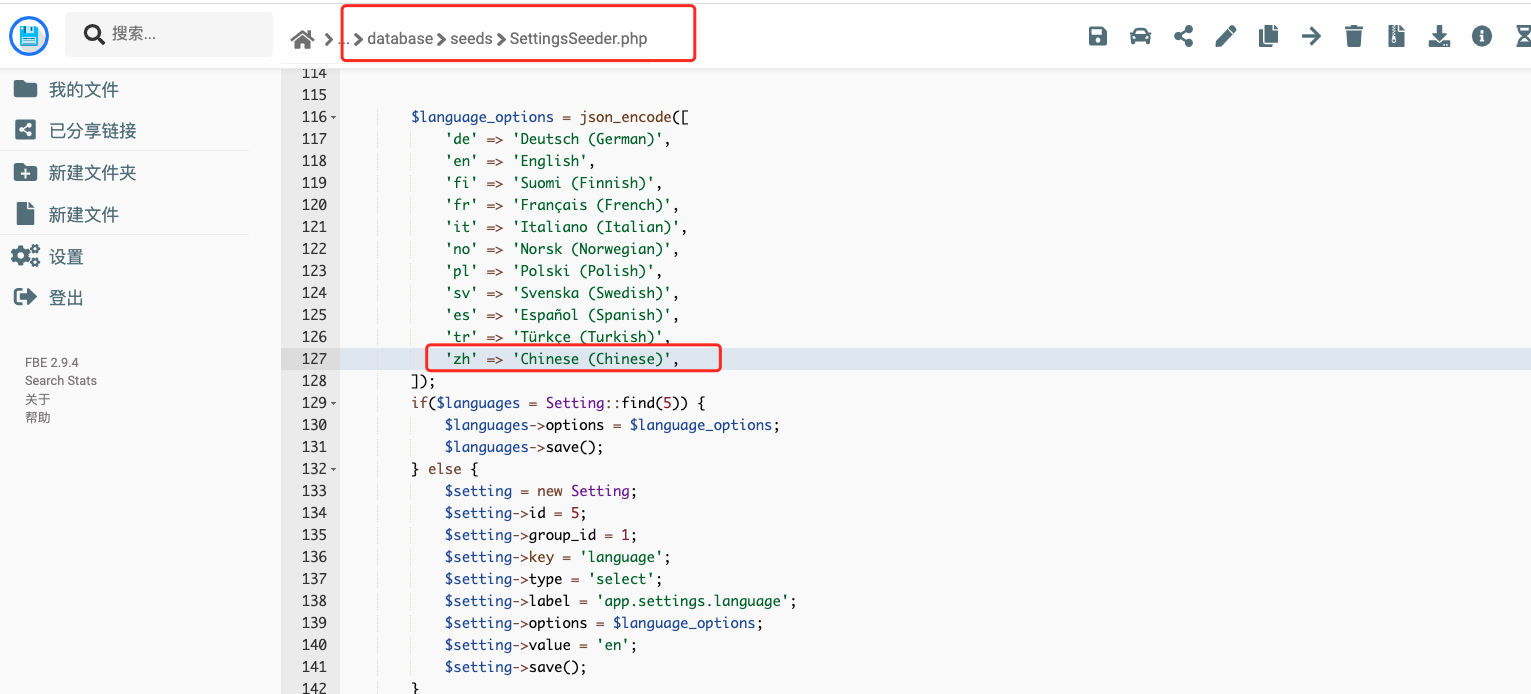 搜索...
... database seeds SettingsSeeder.php
我的文件
已分享链接
新建文件夹
新建文件
设置
登出
FBE 2.9.4
Search Stats
关于
帮助
114
115
116 $language_options = json_encode([
117 'de' => 'Deutsch (German)',
118 'en' => 'English',
119 'fi' => 'Suomi (Finnish)',
120 'fr' => 'Français (French)',
121 'it' => 'Italiano (Italian)',
122 'no' => 'Norsk (Norwegian)',
123 'pl' => 'Polski (Polish)',
124 'sv' => 'Svenska (Swedish)',
125 'es' => 'Español (Spanish)',
126 'tr' => 'Türkçe (Turkish)',
127 'zh' => 'Chinese (Chinese)',
128 ]);
129 if($languages = Setting::find(5)) {
130 $languages->options = $language_options;
131 $languages->save();
132 } else {
133 $setting = new Setting;
134 $setting->id = 5;
135 $setting->group_id = 1;
136 $setting->key = 'language';
137 $setting->type = 'select';
138 $setting->label = 'app.settings.language';
139 $setting->options = $language_options;
140 $setting->value = 'en';
141 $setting->save();
142 }